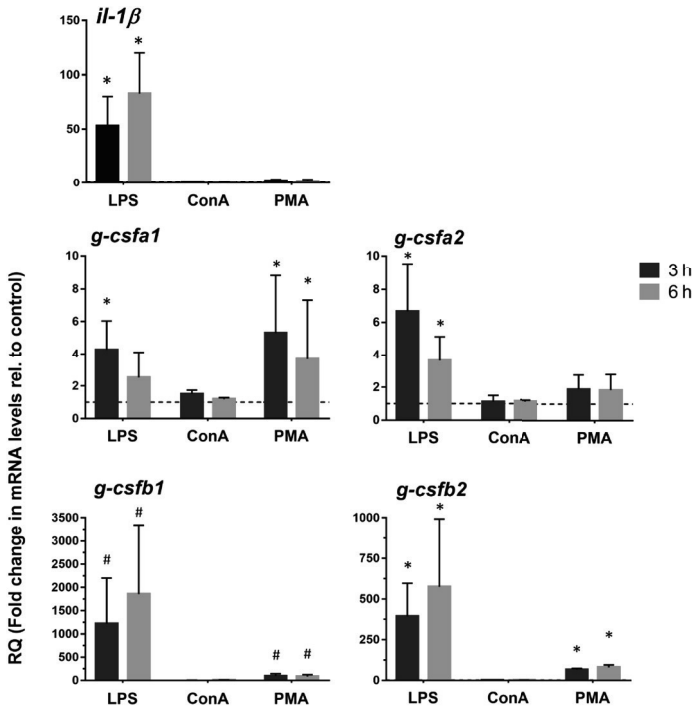 il-1β
150
100
50
0
* *
LPS ConA PMA
g-csfa1
10
8
6
4
2
0
* * *
LPS ConA PMA
g-csfa2
10
8
6
4
2
0
* *
LPS ConA PMA
3 h
6 h
RQ (Fold change in mRNA levels rel. to control)
g-csfb1
3500
3000
2500
2000
1500
1000
500
0
# # # #
LPS ConA PMA
g-csfb2
1000
750
500
250
0
* * * *
LPS ConA PMA